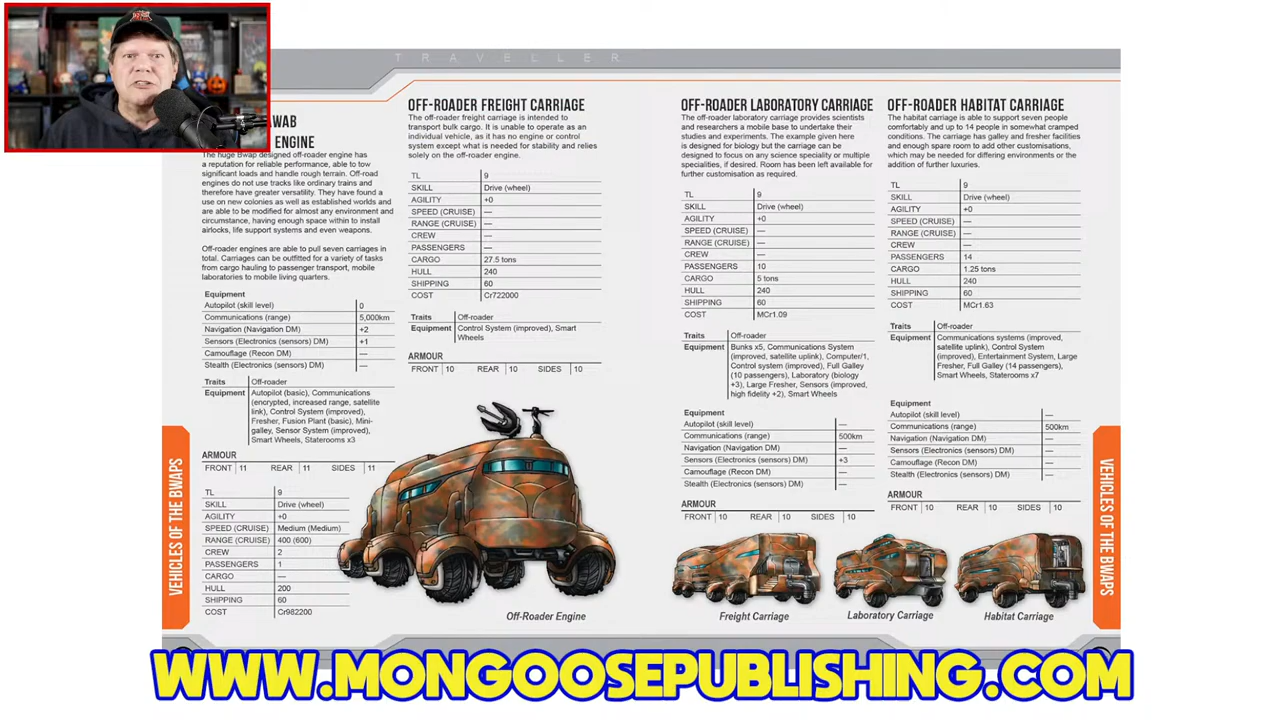 TRAVELLER
WAB
ENGINE
The huge Bwap designed off-roader engine has
a reputation for reliable performance, able to tow
significant loads and handle rough terrain. Off-road
engines do not use tracks like ordinary trains and
therefore have greater versatility. They have found a
use on new colonies as well as established worlds and
are able to be modified for almost any environment and
circumstance, having enough space within to install
airlocks, life support systems and even weapons.
Off-roader engines are able to pull seven carriages in
total. Carriages can be outfitted for a variety of tasks
from cargo hauling to passenger transport, mobile
laboratories to mobile living quarters.
Equipment
Autopilot (skill level) 0
Communications (range) 5,000km
Navigation (Navigation DM) +2
Sensors (Electronics (sensors) DM) +1
Camouflage (Recon DM) —
Stealth (Electronics (sensors) DM) —
Traits Off-roader
Equipment Autopilot (basic), Communications
(encrypted, increased range, satellite
link), Control System (improved),
Fresher, Fusion Plant (basic), Mini-
galley, Sensor System (improved),
Smart Wheels, Staterooms x3
ARMOUR
FRONT 11 REAR 11 SIDES 11
TL 9
SKILL Drive (wheel)
AGILITY +0
SPEED (CRUISE) Medium (Medium)
RANGE (CRUISE) 400 (600)
CREW 2
PASSENGERS 1
CARGO —
HULL 200
SHIPPING 60
COST Cr982200
OFF-ROADER FREIGHT CARRIAGE
The off-roader freight carriage is intended to
transport bulk cargo. It is unable to operate as an
individual vehicle, as it has no engine or control
system except what is needed for stability and relies
solely on the off-roader engine.
TL 9
SKILL Drive (wheel)
AGILITY +0
SPEED (CRUISE) —
RANGE (CRUISE) —
CREW —
PASSENGERS —
CARGO 27.5 tons
HULL 240
SHIPPING 60
COST Cr722000
Traits Off-roader
Equipment Control System (improved), Smart
Wheels
ARMOUR
FRONT 10 REAR 10 SIDES 10
Off-Roader Engine
OFF-ROADER LABORATORY CARRIAGE
The off-roader laboratory carriage provides scientists
and researchers a mobile base to undertake their
studies and experiments. The example given here
is designed for biology but the carriage can be
designed to focus on any science speciality or multiple
specialities, if desired. Room has been left available for
further customisation as required.
TL 9
SKILL Drive (wheel)
AGILITY +0
SPEED (CRUISE) —
RANGE (CRUISE) —
CREW —
PASSENGERS 10
CARGO 5 tons
HULL 240
SHIPPING 60
COST MCr1.09
Traits Off-roader
Equipment Bunks x5, Communications System
(improved, satellite uplink), Computer/1,
Control system (improved), Full Galley
(10 passengers), Laboratory (biology
+3), Large Fresher, Sensors (improved,
high fidelity +2), Smart Wheels
Equipment
Autopilot (skill level) —
Communications (range) 500km
Navigation (Navigation DM) —
Sensors (Electronics (sensors) DM) +3
Camouflage (Recon DM) —
Stealth (Electronics (sensors) DM) —
ARMOUR
FRONT 10 REAR 10 SIDES 10
OFF-ROADER HABITAT CARRIAGE
The habitat carriage is able to support seven people
comfortably and up to 14 people in somewhat cramped
conditions. The carriage has galley and fresher facilities
and enough spare room to add other customisations,
which may be needed for differing environments or the
addition of further luxuries.
TL 9
SKILL Drive (wheel)
AGILITY +0
SPEED (CRUISE) —
RANGE (CRUISE) —
CREW —
PASSENGERS 14
CARGO 1.25 tons
HULL 240
SHIPPING 60
COST MCr1.63
Traits Off-roader
Equipment Communications systems (improved,
satellite uplink), Control System
(improved), Entertainment System, Large
Fresher, Full Galley (14 passengers),
Smart Wheels, Staterooms x7
Equipment
Autopilot (skill level) —
Communications (range) 500km
Navigation (Navigation DM) —
Sensors (Electronics (sensors) DM) —
Camouflage (Recon DM) —
Stealth (Electronics (sensors) DM) —
ARMOUR
FRONT 10 REAR 10 SIDES 10
Freight Carriage
Laboratory Carriage
Habitat Carriage
VEHICLES OF THE BWAPS
VEHICLES OF THE BWAPS
WWW.MONGOOSEPUBLISHING.COM